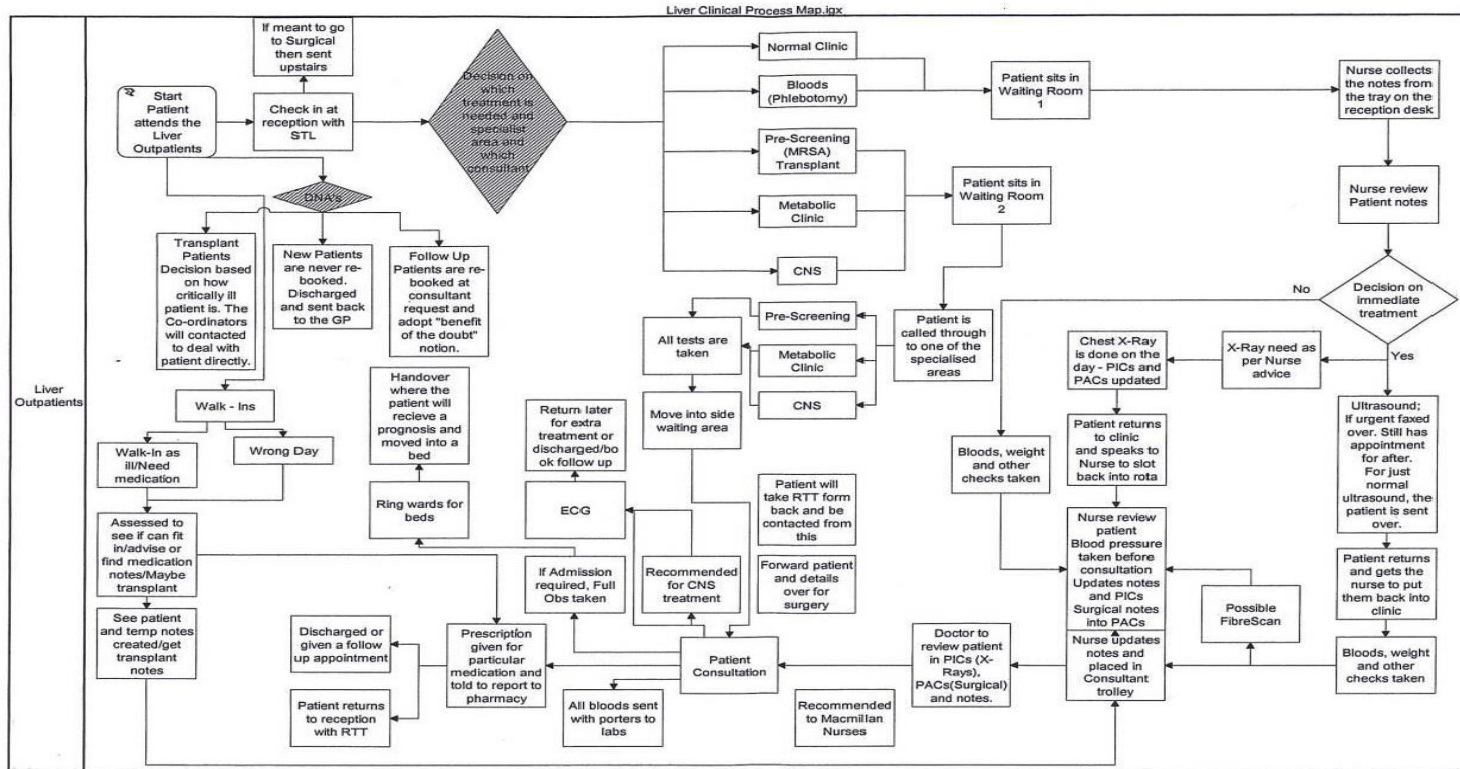 Liver Clinical Process Map.igx
Liver
Outpatients
Start
Patient
attends the
Liver
Outpatients
If meant to go
to Surgical
then sent
upstairs
Check in at
reception with
STL
Decision on
which
treatment is
needed and
specialist
area and
which
consultant
DNA's
Transplant
Patients
Decision based
on how
critically ill
patient is. The
Co-ordinators
will contacted
to deal with
patient directly.
New Patients
are never re-
booked.
Discharged
and sent back
to the GP
Follow Up
Patients are re-
booked at
consultant
request and
adopt "benefit
of the doubt"
notion.
Walk - Ins
Walk-In as
ill/Need
medication
Wrong Day
Assessed to
see if can fit
in/advise or
find medication
notes/Maybe
transplant
See patient
and temp notes
created/get
transplant
notes
Normal Clinic
Bloods
(Phlebotomy)
Pre-Screening
(MRSA)
Transplant
Metabolic
Clinic
CNS
Patient sits in
Waiting Room
1
Patient sits in
Waiting Room
2
Nurse collects
the notes from
the tray on the
reception desk
Nurse review
Patient notes
Decision on
immediate
treatment
No
Yes
Patient is
called through
to one of the
specialised
areas
Pre-Screening
Metabolic
Clinic
CNS
All tests are
taken
Move into side
waiting area
X-Ray need as
per Nurse
advice
Chest X-Ray
is done on the
day - PICs and
PACs updated
Patient returns
to clinic
and speaks to
Nurse to slot
back into rota
Ultrasound;
If urgent faxed
over. Still has
appointment
for after.
For just
normal
ultrasound, the
patient is sent
over.
Patient returns
and gets the
nurse to put
them back into
clinic
Bloods, weight
and other
checks taken
Possible
FibreScan
Bloods, weight
and other
checks taken
Nurse review
patient
Blood pressure
taken before
consultation
Updates notes
and PICs
Surgical notes
into PACs
Nurse updates
notes and
placed in
Consultant
trolley
Doctor to
review patient
in PICs (X-
Rays),
PACs(Surgical)
and notes.
Patient
Consultation
Handover
where the
patient will
recieve a
prognosis and
moved into a
bed
Ring wards for
beds
If Admission
required, Full
Obs taken
Return later
for extra
treatment or
discharged/bo
ok follow up
ECG
Recommended
for CNS
treatment
Patient will
take RTT form
back and be
contacted from
this
Forward patient
and details
over for
surgery
Recommended
to Macmillan
Nurses
All bloods sent
with porters to
labs
Prescription
given for
particular
medication and
told to report to
pharmacy
Discharged or
given a follow
up appointment
Patient returns
to reception
with RTT